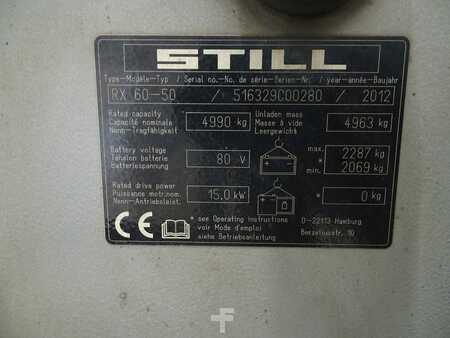 STILL
Type-Modèle-Typ / Serial no.-No. de série-Serien-Nr. / year-année-Baujahr
RX 60-50 / 516329C00280 / 2012
Rated capacity
Capacité nominale
Nenn-Tragfähigkeit
4990 kg
Unladen mass
Masse à vide
Leergewicht
4963 kg
Battery voltage
Tension batterie
Batteriespannung
80 V
max. 2287 kg
*
min. 2069 kg
Rated drive power
Puissance motr.nom.
Nenn-Antriebsleist.
15.0 kW
* 0 kg
CE
* see Operating instructions
voir Mode d'emploi
siehe Betriebsanleitung
D-22113 Hamburg
Berzeliusstr. 10